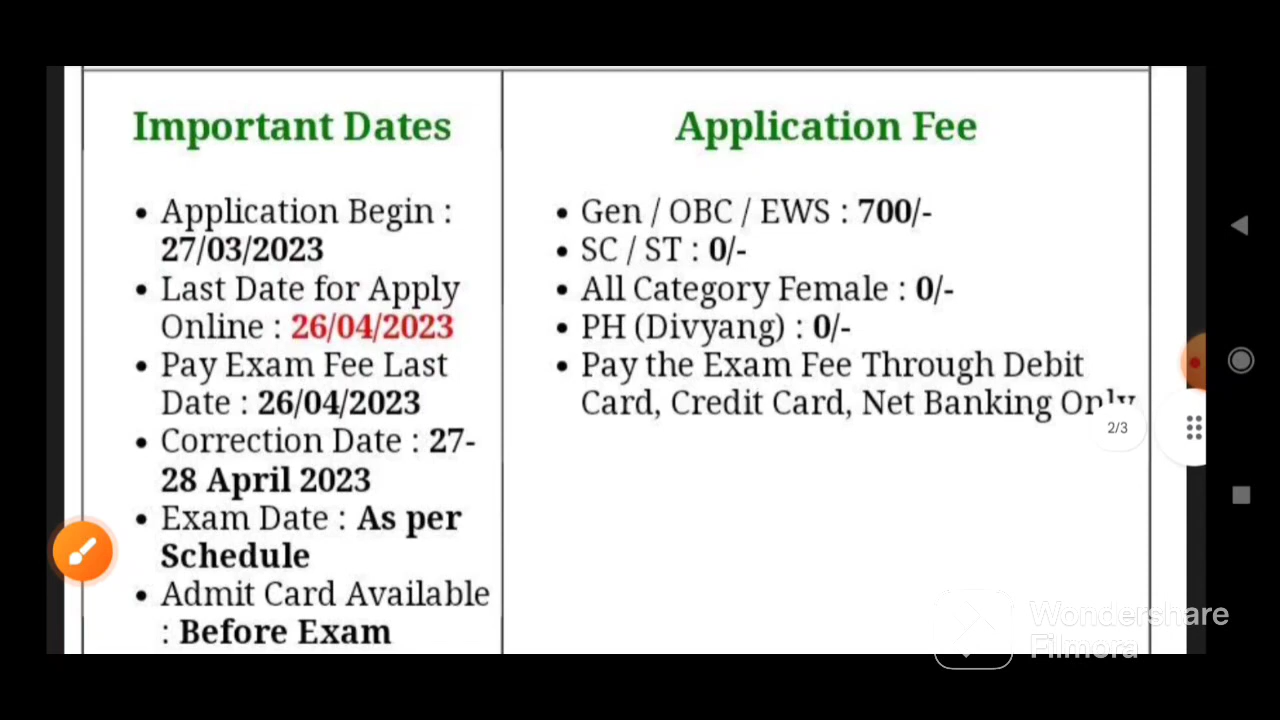 Important Dates
• Application Begin :
27/03/2023
• Last Date for Apply
Online : 26/04/2023
• Pay Exam Fee Last
Date : 26/04/2023
• Correction Date : 27-
28 April 2023
• Exam Date : As per
Schedule
• Admit Card Available
: Before Exam
Application Fee
• Gen / OBC / EWS : 700/-
• SC / ST : 0/-
• All Category Female : 0/-
• PH (Divyang) : 0/-
• Pay the Exam Fee Through Debit
Card, Credit Card, Net Banking Only
2/3
Wondershare
Filmora